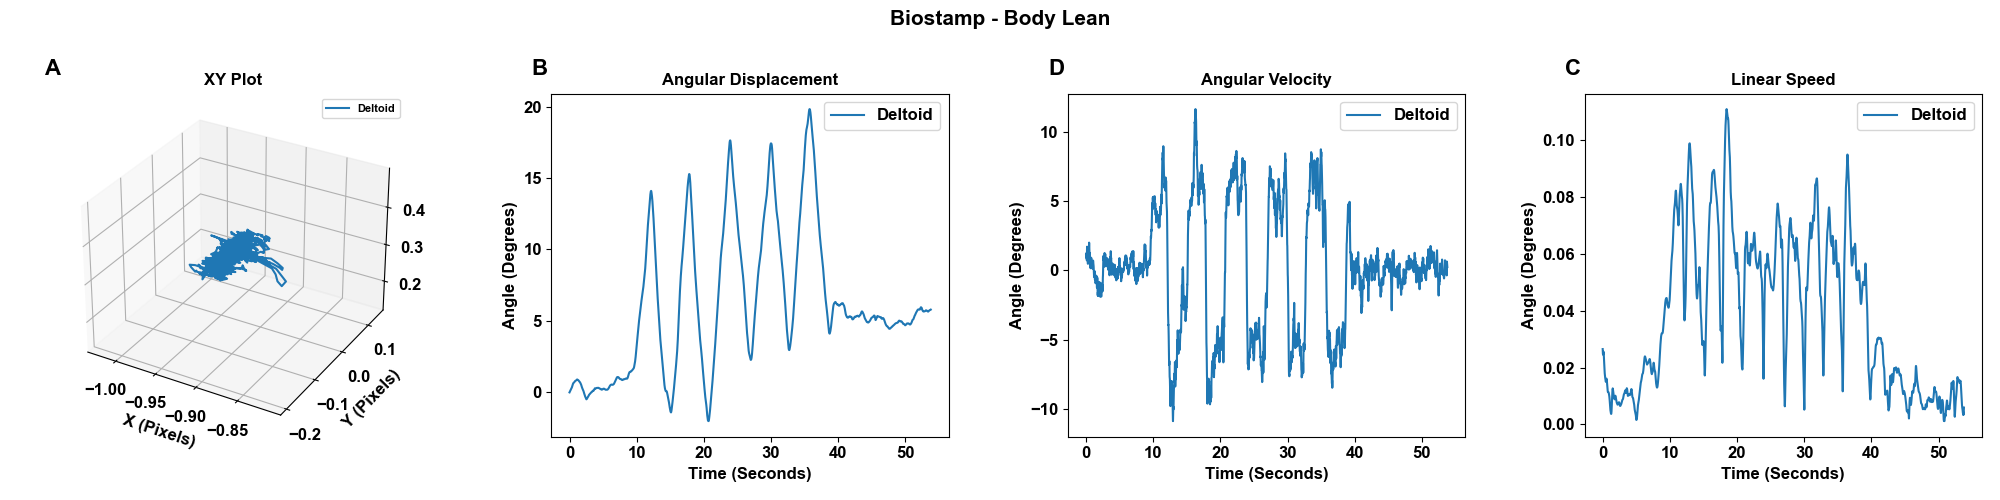 Biostamp - Body Lean
A
XY Plot
Deltoid
0.4
0.3
0.2
0.1
0.0
−0.1
−0.2
Y (Pixels)
−1.00
−0.95
−0.90
−0.85
X (Pixels)
B
Angular Displacement
Deltoid
20
15
10
5
0
Angle (Degrees)
0 10 20 30 40 50
Time (Seconds)
D
Angular Velocity
Deltoid
10
5
0
−5
−10
Angle (Degrees)
0 10 20 30 40 50
Time (Seconds)
C
Linear Speed
Deltoid
0.10
0.08
0.06
0.04
0.02
0.00
Angle (Degrees)
0 10 20 30 40 50
Time (Seconds)